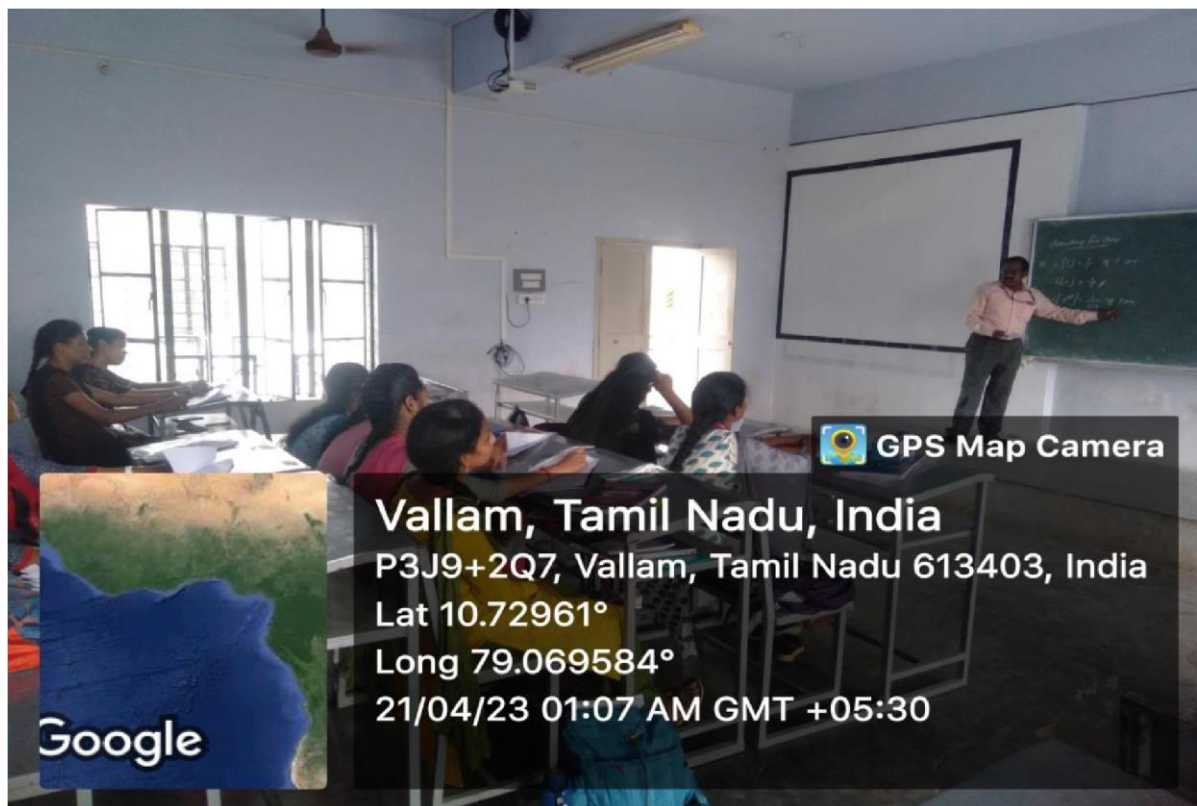 GPS Map Camera
Vallam, Tamil Nadu, India
P3J9+2Q7, Vallam, Tamil Nadu 613403, India
Lat 10.72961°
Long 79.069584°
21/04/23 01:07 AM GMT +05:30
Google